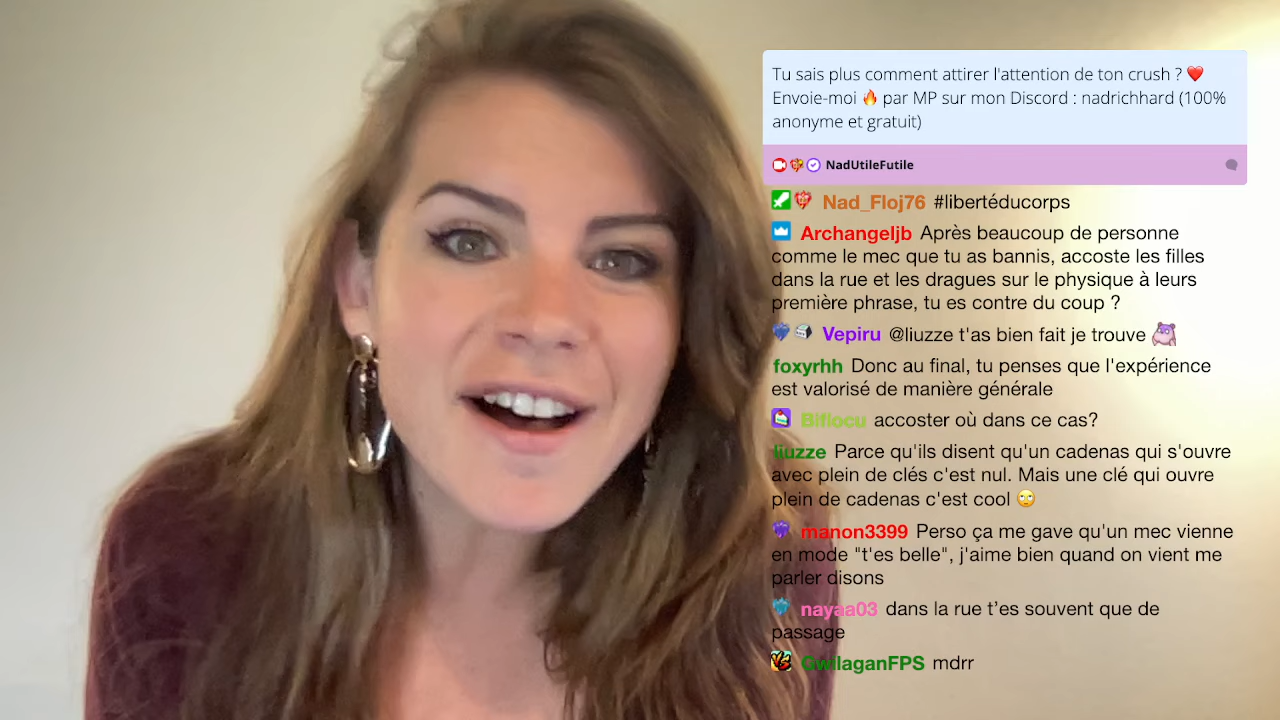 Tu sais plus comment attirer l'attention de ton crush ? ❤️
Envoie-moi 🔥 par MP sur mon Discord : nadrichhard (100%
anonyme et gratuit)
NadUtileFutile
Nad_Floj76 #libertéducorps
Archangeljb Après beaucoup de personne
comme le mec que tu as bannis, accoste les filles
dans la rue et les dragues sur le physique à leurs
première phrase, tu es contre du coup ?
Vepiru @liuzze t'as bien fait je trouve
foxyrhh Donc au final, tu penses que l'expérience
est valorisé de manière générale
Biflocu accoster où dans ce cas?
liuzze Parce qu'ils disent qu'un cadenas qui s'ouvre
avec plein de clés c'est nul. Mais une clé qui ouvre
plein de cadenas c'est cool 🙄
manon3399 Perso ça me gave qu'un mec vienne
en mode "t'es belle", j'aime bien quand on vient me
parler disons
nayaa03 dans la rue t’es souvent que de
passage
GwilaganFPS mdrr